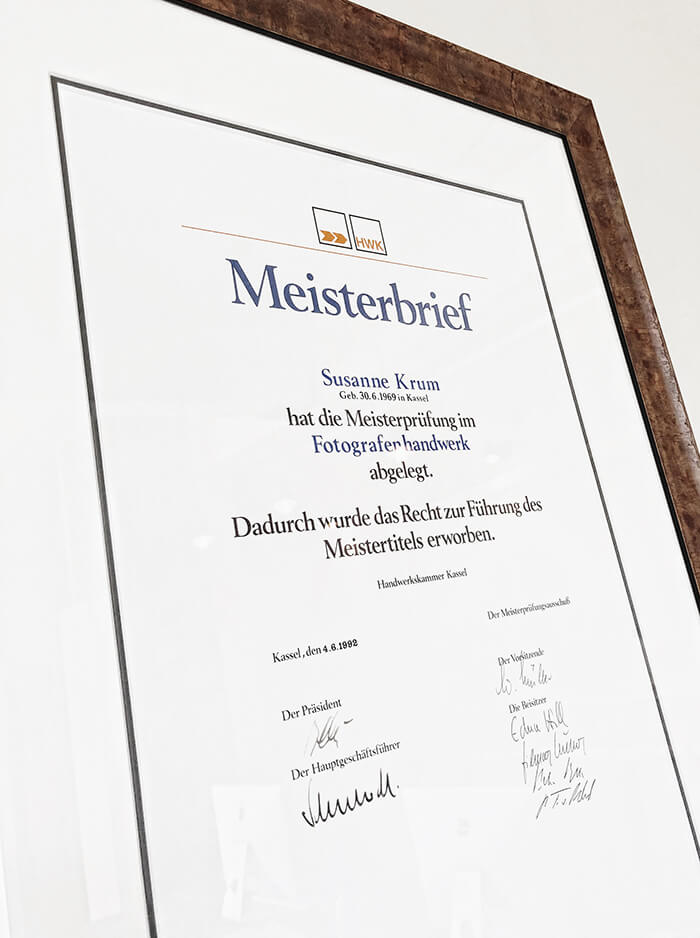 HWK
Meisterbrief
Susanne Krum
Geb. 30.6.1969 in Kassel
hat die Meisterprüfung im
Fotografenhandwerk
abgelegt.
Dadurch wurde das Recht zur Führung des
Meistertitels erworben.
Handwerkskammer Kassel
Der Meisterprüfungsausschuß
Kassel, den 4.6.1992
Der Vorsitzende
Der Präsident
Die Beisitzer
Der Hauptgeschäftsführer